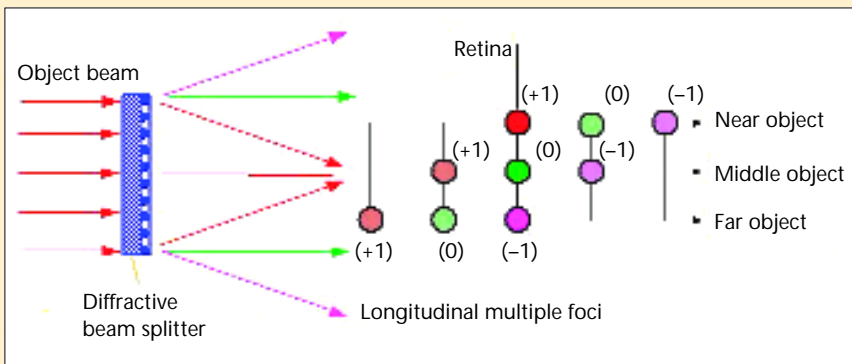 Object beam
Retina
(+1)
(0)
(−1)
Near object
(+1)
(0)
(−1)
Middle object
Far object
(+1)
(0)
(−1)
Diffractive
beam splitter
Longitudinal multiple foci